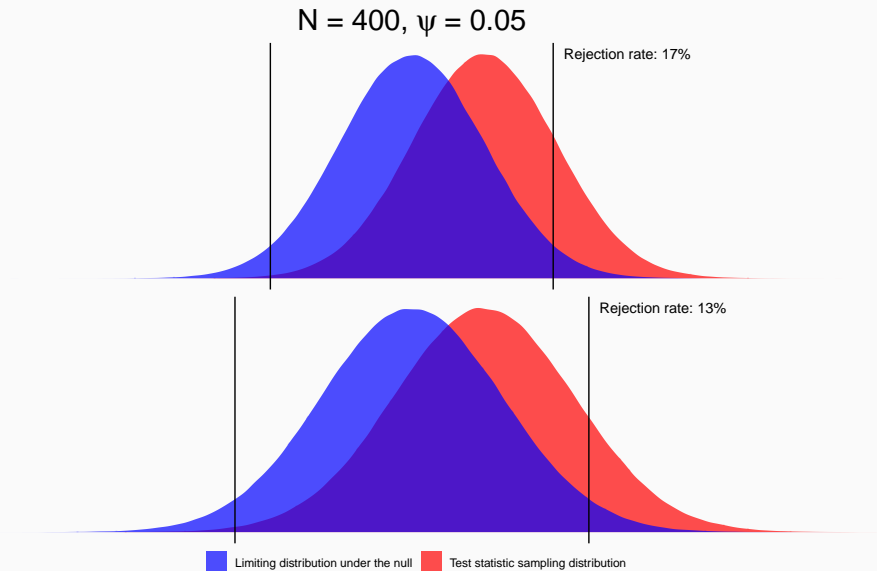 N = 400, ψ = 0.05
Rejection rate: 17%
Rejection rate: 13%
Limiting distribution under the null
Test statistic sampling distribution